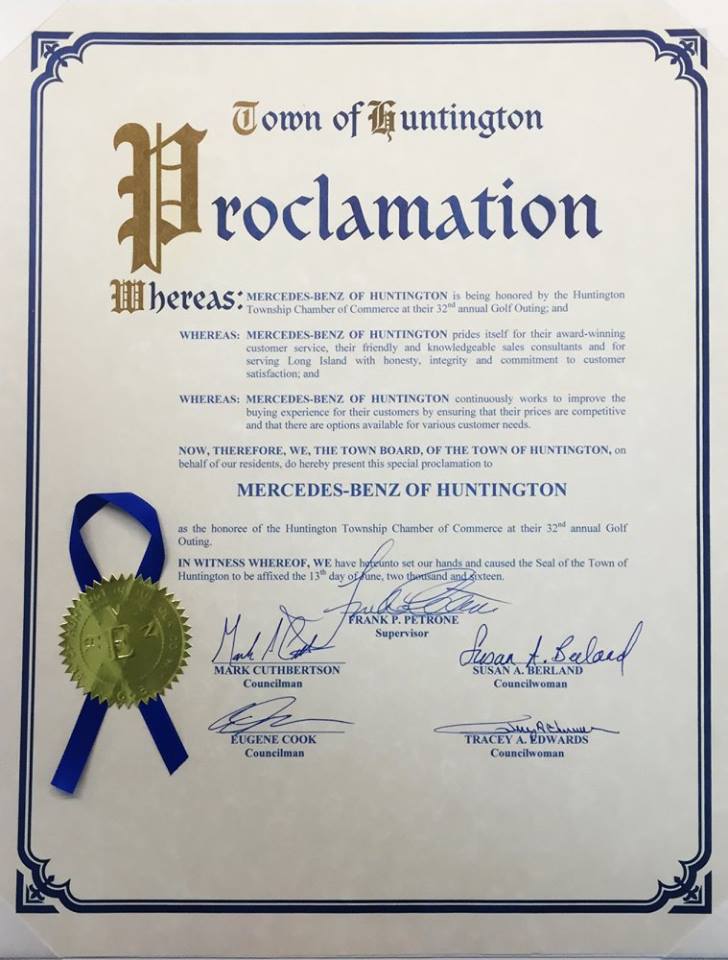 Town of Huntington
Proclamation
Whereas: MERCEDES-BENZ OF HUNTINGTON is being honored by the Huntington
Township Chamber of Commerce at their 32nd annual Golf Outing; and
WHEREAS: MERCEDES-BENZ OF HUNTINGTON prides itself for their award-winning
customer service, their friendly and knowledgeable sales consultants and for
serving Long Island with honesty, integrity and commitment to customer
satisfaction; and
WHEREAS: MERCEDES-BENZ OF HUNTINGTON continuously works to improve the
buying experience for their customers by ensuring that their prices are competitive
and that there are options available for various customer needs.
NOW, THEREFORE, WE, THE TOWN BOARD, OF THE TOWN OF HUNTINGTON, on
behalf of our residents, do hereby present this special proclamation to
MERCEDES-BENZ OF HUNTINGTON
as the honoree of the Huntington Township Chamber of Commerce at their 32nd annual Golf
Outing.
IN WITNESS WHEREOF, WE have hereunto set our hands and caused the Seal of the Town of
Huntington to be affixed the 13th day of June, two thousand and sixteen.
FRANK P. PETRONE
Supervisor
Susan A. Berland
MARK CUTHBERTSON SUSAN A. BERLAND
Councilman Councilwoman
EUGENE COOK TRACEY A. EDWARDS
Councilman Councilwoman